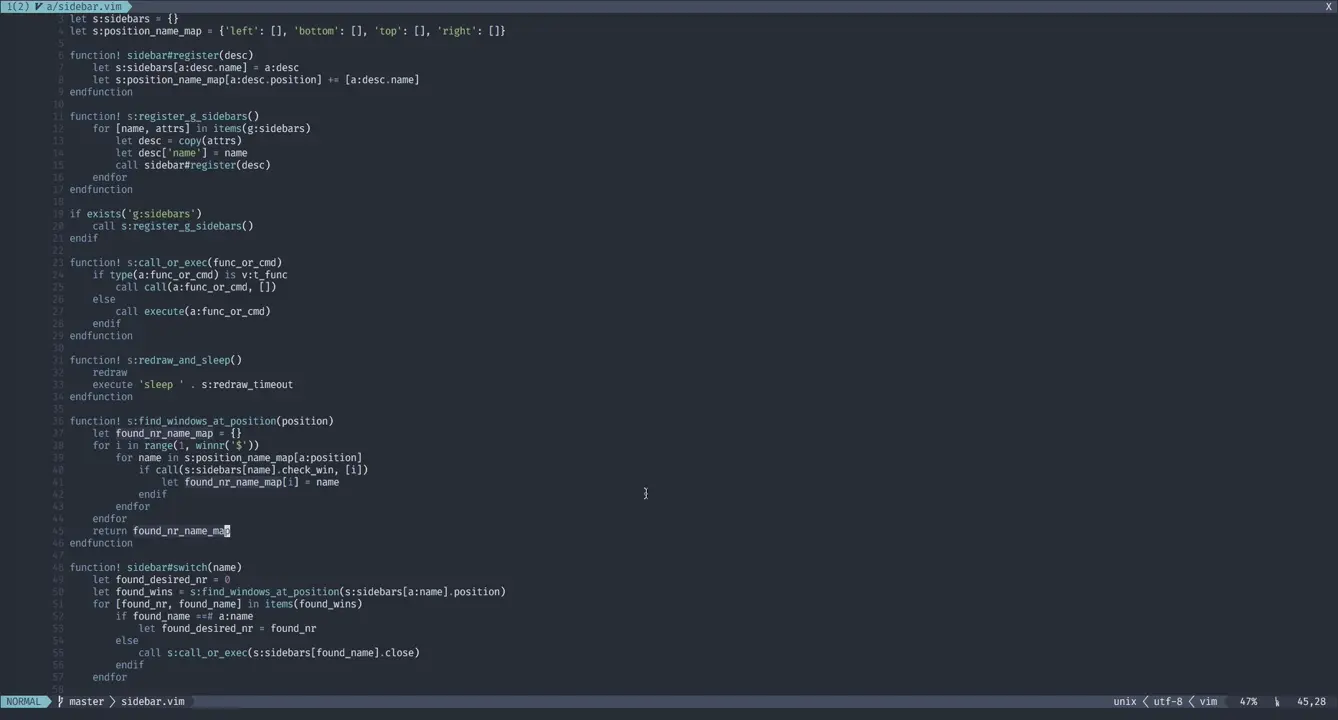 i(2) a/sidebar.vim X
3 let s:sidebars = {}
4 let s:position_name_map = {'left': [], 'bottom': [], 'top': [], 'right': []}
5
6 function! sidebar#register(desc)
7     let s:sidebars[a:desc.name] = a:desc
8     let s:position_name_map[a:desc.position] += [a:desc.name]
9 endfunction
10
11 function! s:register_g_sidebars()
12     for [name, attrs] in items(g:sidebars)
13         let desc = copy(attrs)
14         let desc['name'] = name
15         call sidebar#register(desc)
16     endfor
17 endfunction
18
19 if exists('g:sidebars')
20     call s:register_g_sidebars()
21 endif
22
23 function! s:call_or_exec(func_or_cmd)
24     if type(a:func_or_cmd) is v:t_func
25         call call(a:func_or_cmd, [])
26     else
27         call execute(a:func_or_cmd)
28     endif
29 endfunction
30
31 function! s:redraw_and_sleep()
32     redraw
33     execute 'sleep ' . s:redraw_timeout
34 endfunction
35
36 function! s:find_windows_at_position(position)
37     let found_nr_name_map = {}
38     for i in range(1, winnr('$'))
39         for name in s:position_name_map[a:position]
40             if call(s:sidebars[name].check_win, [i])
41                 let found_nr_name_map[i] = name
42             endif
43         endfor
44     endfor
45     return found_nr_name_map
46 endfunction
47
48 function! sidebar#switch(name)
49     let found_desired_nr = 0
50     let found_wins = s:find_windows_at_position(s:sidebars[a:name].position)
51     for [found_nr, found_name] in items(found_wins)
52         if found_name ==# a:name
53             let found_desired_nr = found_nr
54         else
55             call s:call_or_exec(s:sidebars[found_name].close)
56         endif
57     endfor
58
NORMAL master sidebar.vim unix utf-8 vim 47% 45,28